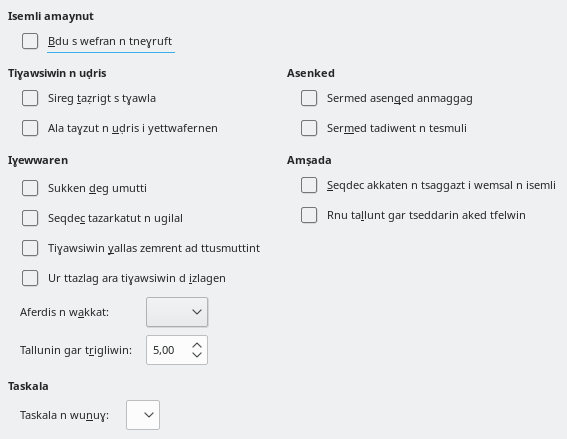 Isemli amaynut
Bdu s wefran n tneɣruft
Tiɣawsiwin n uḍris
Sireg taẓrigt s tɣawla
Ala tayẓut n uḍris i yettwafernen
Iɣewwaren
Sukken deg umutti
Seqdec tazarkatut n ugilal
Tiɣawsiwin ɣallas zemrent ad ttusmuttint
Ur ttazlag ara tiɣawsiwin d izlagen
Aferdis n wakkat:
Tallunin gar trigliwin:
5,00
Taskala
Taskala n wunuɣ:
Asenked
Sermed asenqed anmaggag
Sermed tadiwent n tesmuli
Amṣada
Seqdec akkaten n tsaggazt i wemsal n isemli
Rnu taḷḷunt gar tseddarin aked tfelwin